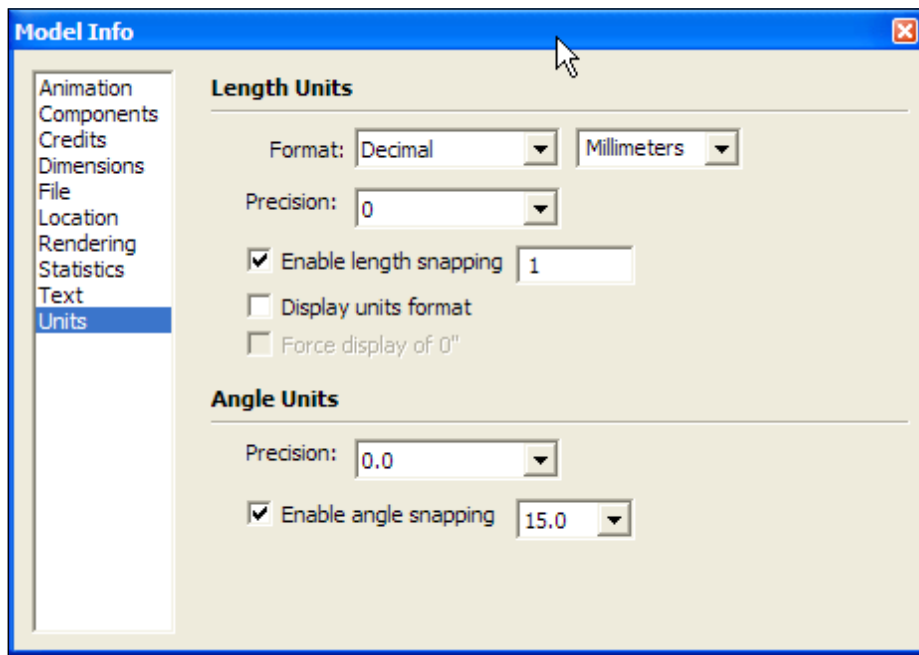 Model Info
Animation
Components
Credits
Dimensions
File
Location
Rendering
Statistics
Text
Units
Length Units
Format: Decimal Millimeters
Precision: 0
Enable length snapping 1
Display units format
Force display of 0"
Angle Units
Precision: 0.0
Enable angle snapping 15.0